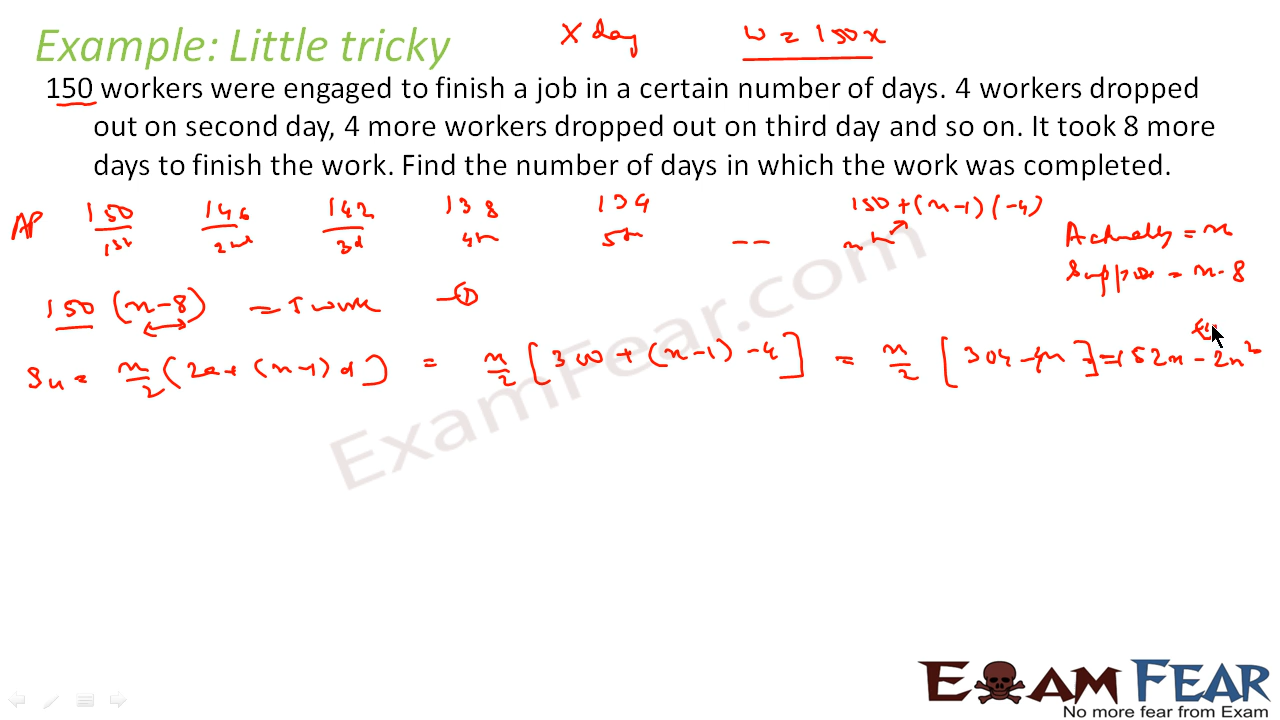 Example: Little tricky
X day W = 150x
150 workers were engaged to finish a job in a certain number of days. 4 workers dropped
out on second day, 4 more workers dropped out on third day and so on. It took 8 more
days to finish the work. Find the number of days in which the work was completed.
AP 150 146 142 138 134 150 + (n-1) (-4)
1st 2nd 3d 4th 5th -- nth
Actually = n
Suppose = n-8
150 (n-8) = T work - ①
Sn = n/2 (2a + (n-1) d) = n/2 [300 + (n-1) -4] = n/2 [304 - 4n] = 152n - 2n²
ExamFear.com
EXAM FEAR
No more fear from Exam